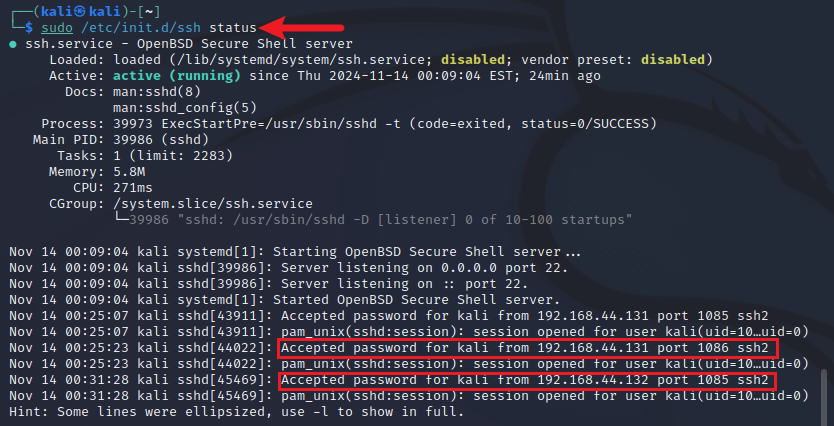 ┌──(kali㉿kali)-[~]
└─$ sudo /etc/init.d/ssh status
● ssh.service - OpenBSD Secure Shell server
Loaded: loaded (/lib/systemd/system/ssh.service; disabled; vendor preset: disabled)
Active: active (running) since Thu 2024-11-14 00:09:04 EST; 24min ago
Docs: man:sshd(8)
man:sshd_config(5)
Process: 39973 ExecStartPre=/usr/sbin/sshd -t (code=exited, status=0/SUCCESS)
Main PID: 39986 (sshd)
Tasks: 1 (limit: 2283)
Memory: 5.8M
CPU: 271ms
CGroup: /system.slice/ssh.service
└─39986 "sshd: /usr/sbin/sshd -D [listener] 0 of 10-100 startups"
Nov 14 00:09:04 kali systemd[1]: Starting OpenBSD Secure Shell server...
Nov 14 00:09:04 kali sshd[39986]: Server listening on 0.0.0.0 port 22.
Nov 14 00:09:04 kali sshd[39986]: Server listening on :: port 22.
Nov 14 00:09:04 kali systemd[1]: Started OpenBSD Secure Shell server.
Nov 14 00:25:07 kali sshd[43911]: Accepted password for kali from 192.168.44.131 port 1085 ssh2
Nov 14 00:25:07 kali sshd[43911]: pam_unix(sshd:session): session opened for user kali(uid=10…uid=0)
Nov 14 00:25:23 kali sshd[44022]: Accepted password for kali from 192.168.44.131 port 1086 ssh2
Nov 14 00:25:23 kali sshd[44022]: pam_unix(sshd:session): session opened for user kali(uid=10…uid=0)
Nov 14 00:31:28 kali sshd[45469]: Accepted password for kali from 192.168.44.132 port 1085 ssh2
Nov 14 00:31:28 kali sshd[45469]: pam_unix(sshd:session): session opened for user kali(uid=10…uid=0)
Hint: Some lines were ellipsized, use -l to show in full.